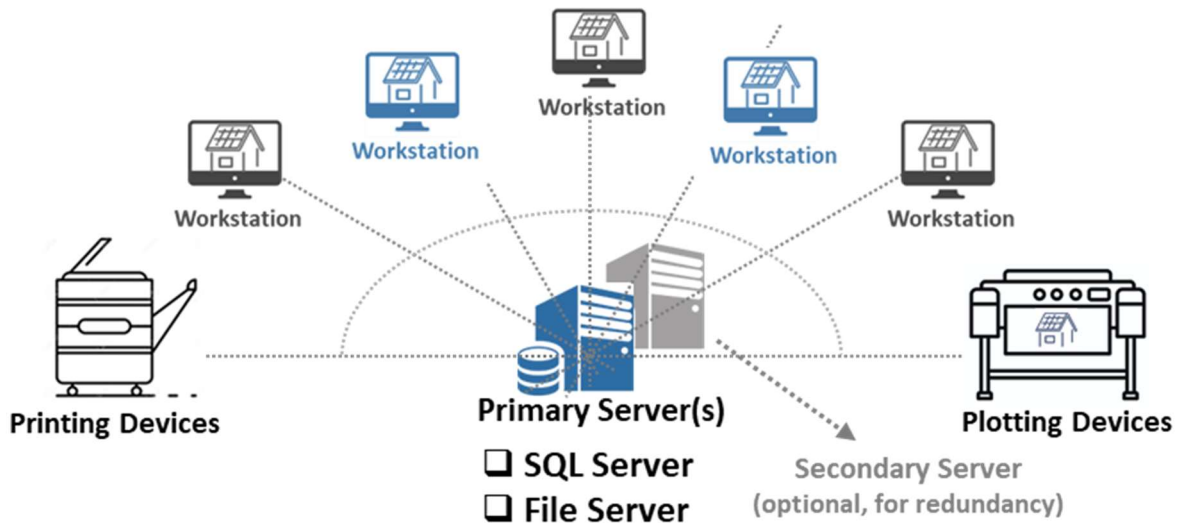 Workstation
Workstation
Workstation
Workstation
Workstation
Printing Devices
Primary Server(s)
❑ SQL Server
❑ File Server
Plotting Devices
Secondary Server
(optional, for redundancy)